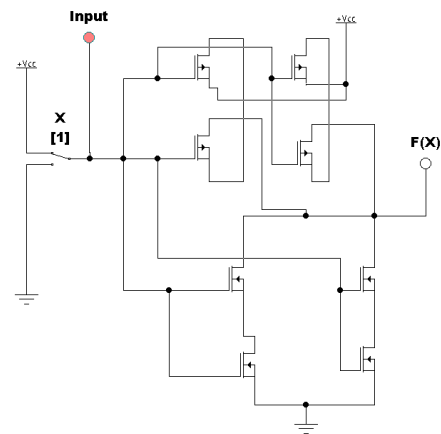 Input
+Vcc
+Vcc
X
[1]
F(X)